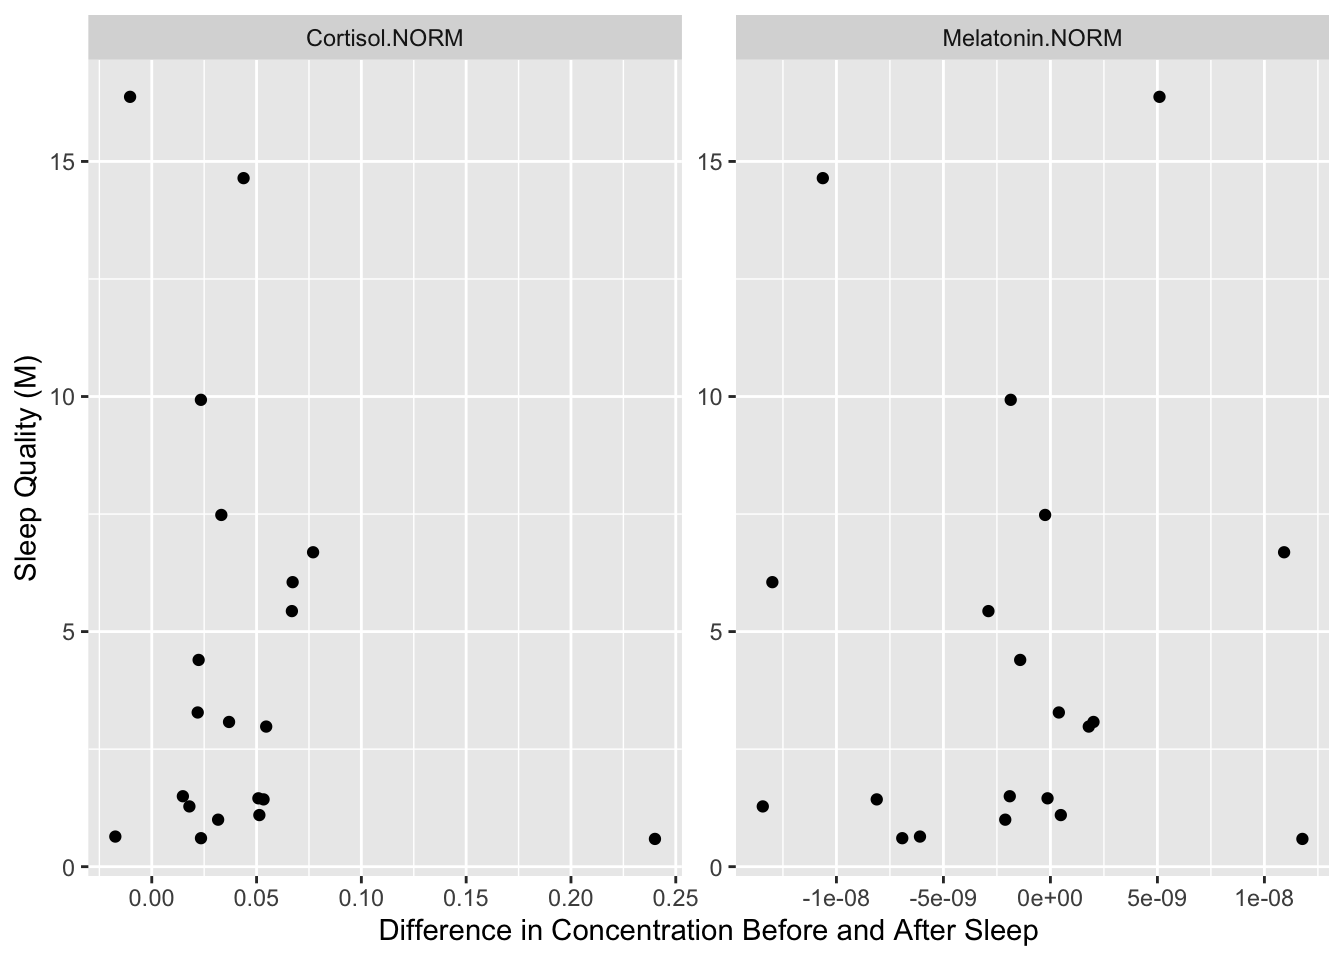 Cortisol.NORM
Melatonin.NORM
Sleep Quality (M)
15
10
5
0
15
10
5
0
0.00 0.05 0.10 0.15 0.20 0.25
-1e-08 -5e-09 0e+00 5e-09 1e-08
Difference in Concentration Before and After Sleep